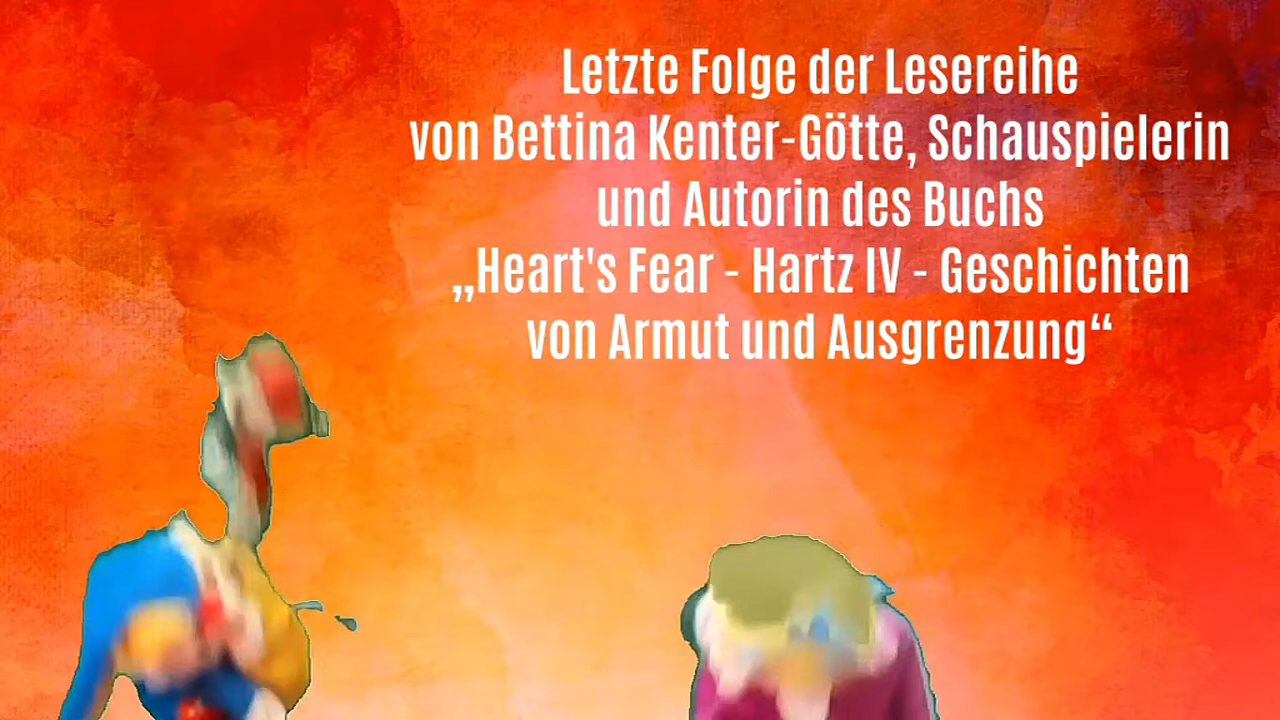 Letzte Folge der Lesereihe
von Bettina Kenter-Götte, Schauspielerin
und Autorin des Buchs
„Heart's Fear - Hartz IV - Geschichten
von Armut und Ausgrenzung“